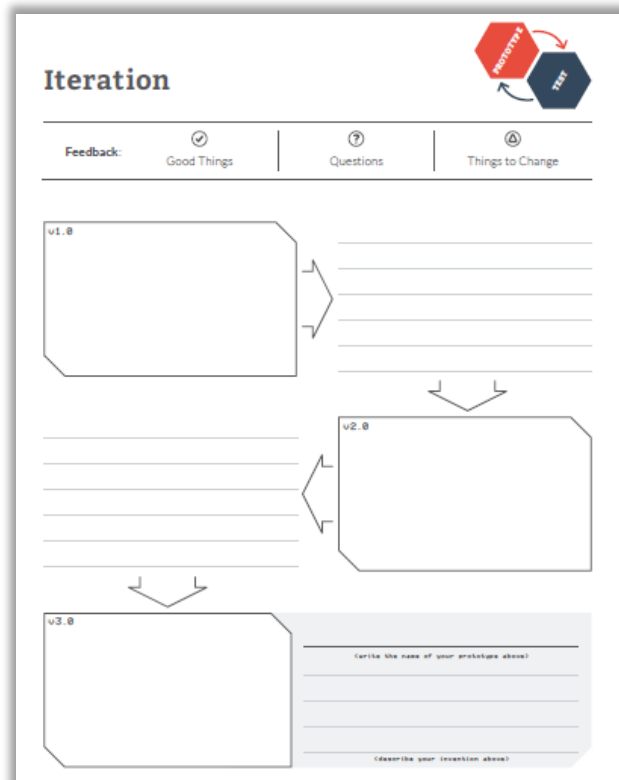 Iteration
PROTOTYPE
TEST
Feedback:
Good Things
Questions
Things to Change
v1.0
v2.0
v3.0
(write the name of your prototype above)
(describe your invention above)